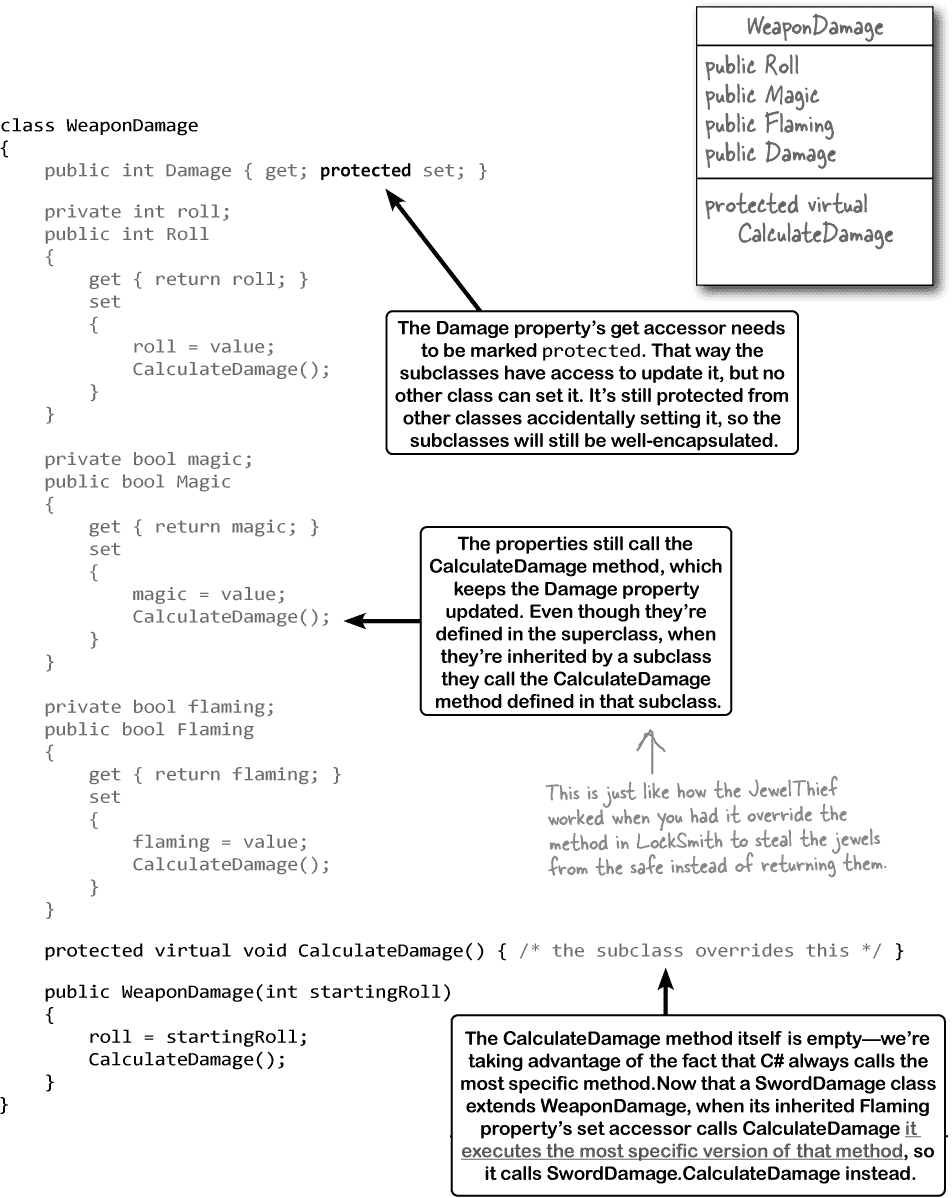 WeaponDamage
public Roll
public Magic
public Flaming
public Damage
protected virtual
CalculateDamage
class WeaponDamage
{
    public int Damage { get; protected set; }
    private int roll;
    public int Roll
    {
        get { return roll; }
        set
        {
            roll = value;
            CalculateDamage();
        }
    }
The Damage property's get accessor needs
to be marked protected. That way the
subclasses have access to update it, but no
other class can set it. It's still protected from
other classes accidentally setting it, so the
subclasses will still be well-encapsulated.
    private bool magic;
    public bool Magic
    {
        get { return magic; }
        set
        {
            magic = value;
            CalculateDamage();
        }
    }
The properties still call the
CalculateDamage method, which
keeps the Damage property
updated. Even though they're
defined in the superclass, when
they're inherited by a subclass
they call the CalculateDamage
method defined in that subclass.
    private bool flaming;
    public bool Flaming
    {
        get { return flaming; }
        set
        {
            flaming = value;
            CalculateDamage();
        }
    }
This is just like how the JewelThief
worked when you had it override the
method in LockSmith to steal the jewels
from the safe instead of returning them.
    protected virtual void CalculateDamage() { /* the subclass overrides this */ }
    public WeaponDamage(int startingRoll)
    {
        roll = startingRoll;
        CalculateDamage();
    }
}
The CalculateDamage method itself is empty—we're
taking advantage of the fact that C# always calls the
most specific method.Now that a SwordDamage class
extends WeaponDamage, when its inherited Flaming
property's set accessor calls CalculateDamage it
executes the most specific version of that method, so
it calls SwordDamage.CalculateDamage instead.